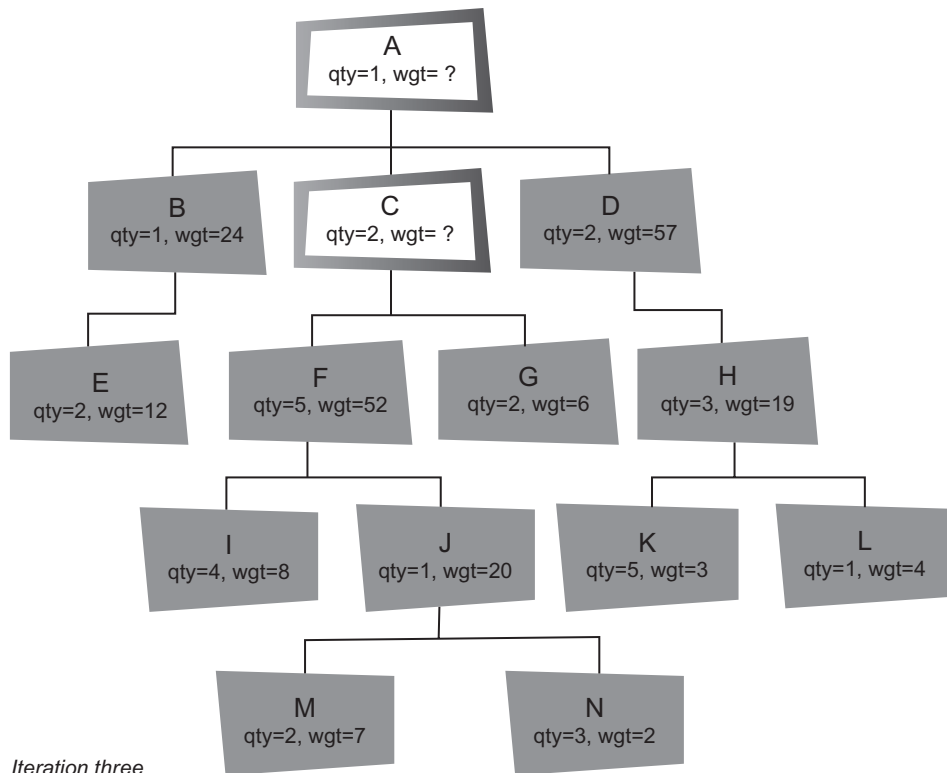 A
qty=1, wgt= ?
B
qty=1, wgt=24
C
qty=2, wgt= ?
D
qty=2, wgt=57
E
qty=2, wgt=12
F
qty=5, wgt=52
G
qty=2, wgt=6
H
qty=3, wgt=19
I
qty=4, wgt=8
J
qty=1, wgt=20
K
qty=5, wgt=3
L
qty=1, wgt=4
M
qty=2, wgt=7
N
qty=3, wgt=2
Iteration three